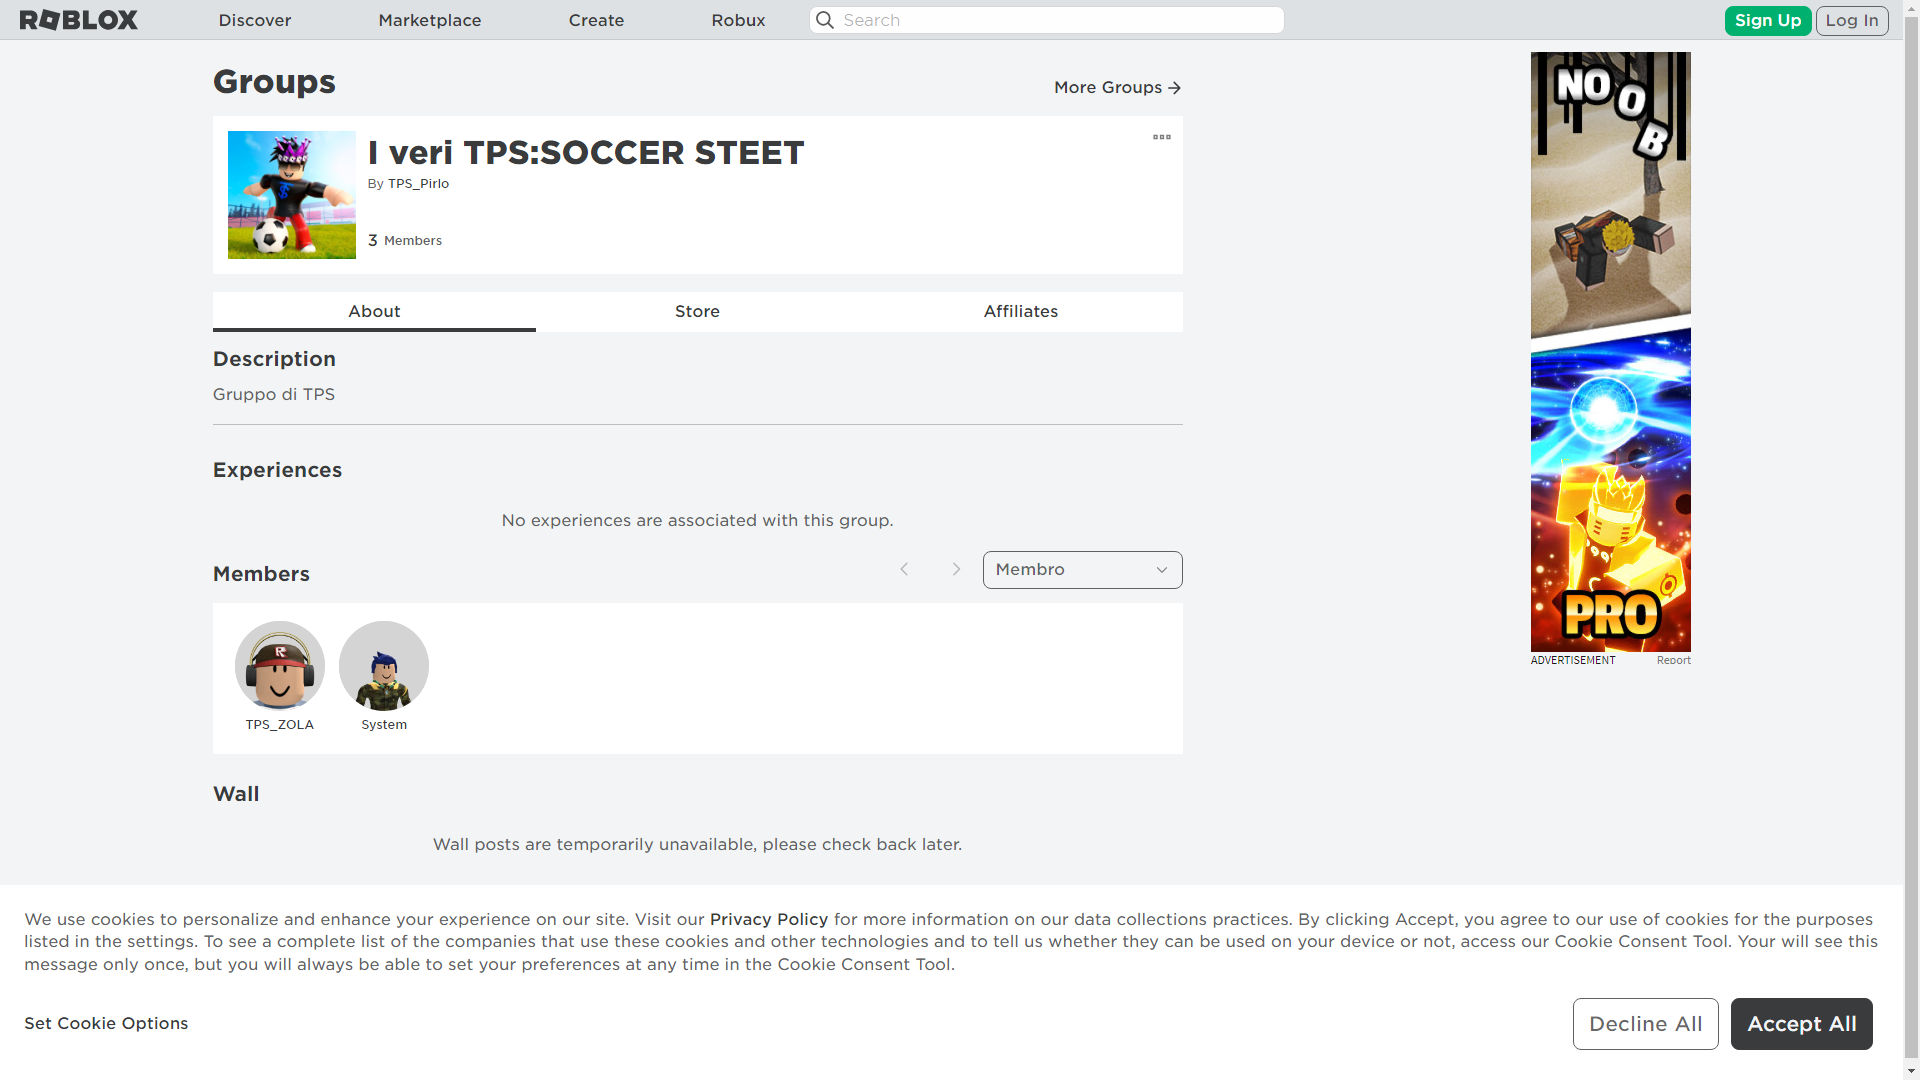 ROBLOX
Discover
Marketplace
Create
Robux
Search
Sign Up
Log In
Groups
More Groups
I veri TPS:SOCCER STEET
By TPS_Pirlo
3 Members
About
Store
Affiliates
Description
Gruppo di TPS
Experiences
No experiences are associated with this group.
Members
Membro
TPS_ZOLA
System
Wall
Wall posts are temporarily unavailable, please check back later.
NOOB
PRO
ADVERTISEMENT
Report
We use cookies to personalize and enhance your experience on our site. Visit our Privacy Policy for more information on our data collections practices. By clicking Accept, you agree to our use of cookies for the purposes
listed in the settings. To see a complete list of the companies that use these cookies and other technologies and to tell us whether they can be used on your device or not, access our Cookie Consent Tool. Your will see this
message only once, but you will always be able to set your preferences at any time in the Cookie Consent Tool.
Set Cookie Options
Decline All
Accept All